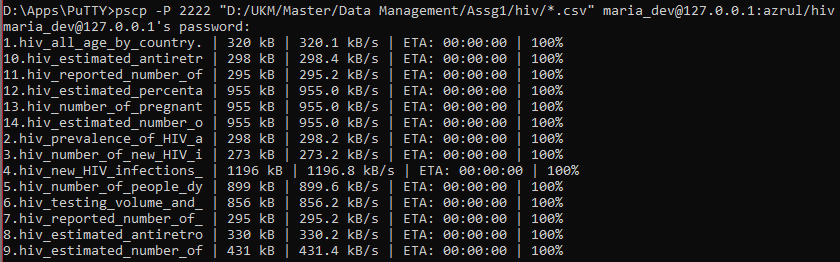 D:\Apps\PuTTY>pscp -P 2222 "D:/UKM/Master/Data Management/Assg1/hiv/*.csv" maria_dev@127.0.0.1:azrul/hiv
maria_dev@127.0.0.1's password:
1.hiv_all_age_by_country. | 320 kB | 320.1 kB/s | ETA: 00:00:00 | 100%
10.hiv_estimated_antiretr | 298 kB | 298.4 kB/s | ETA: 00:00:00 | 100%
11.hiv_reported_number_of | 295 kB | 295.2 kB/s | ETA: 00:00:00 | 100%
12.hiv_estimated_percenta | 955 kB | 955.0 kB/s | ETA: 00:00:00 | 100%
13.hiv_number_of_pregnant | 955 kB | 955.0 kB/s | ETA: 00:00:00 | 100%
14.hiv_estimated_number_o | 955 kB | 955.0 kB/s | ETA: 00:00:00 | 100%
2.hiv_prevalence_of_HIV_a | 298 kB | 298.2 kB/s | ETA: 00:00:00 | 100%
3.hiv_number_of_new_HIV_i | 273 kB | 273.2 kB/s | ETA: 00:00:00 | 100%
4.hiv_new_HIV_infections_ | 1196 kB | 1196.8 kB/s | ETA: 00:00:00 | 100%
5.hiv_number_of_people_dy | 899 kB | 899.6 kB/s | ETA: 00:00:00 | 100%
6.hiv_testing_volume_and_ | 856 kB | 856.2 kB/s | ETA: 00:00:00 | 100%
7.hiv_reported_number_of_ | 295 kB | 295.2 kB/s | ETA: 00:00:00 | 100%
8.hiv_estimated_antiretro | 330 kB | 330.2 kB/s | ETA: 00:00:00 | 100%
9.hiv_estimated_number_of | 431 kB | 431.4 kB/s | ETA: 00:00:00 | 100%